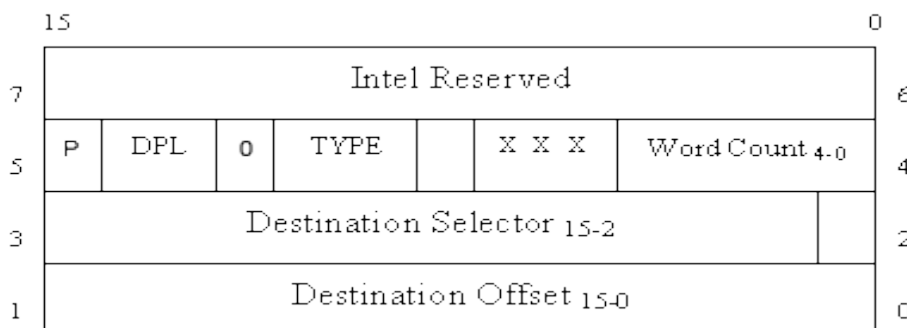 15 0
Intel Reserved
7 6
P DPL 0 TYPE X X X Word Count 4-0
5 4
Destination Selector 15-2
3 2
Destination Offset 15-0
1 0